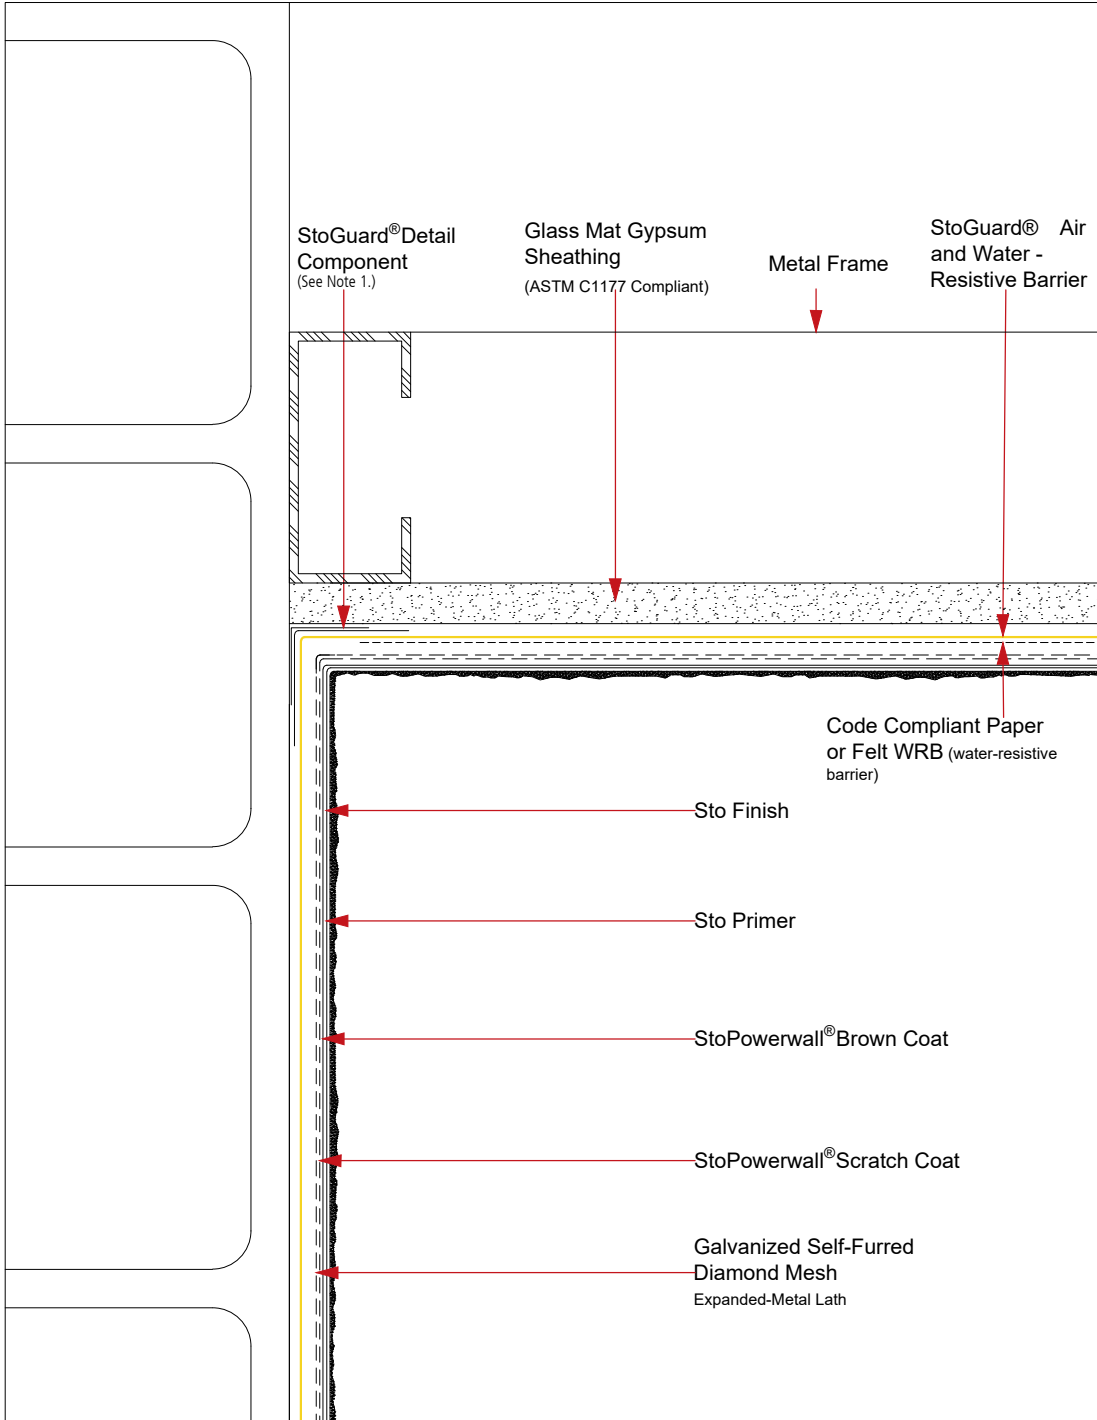 StoGuard® Detail
Component
(See Note 1.)
Glass Mat Gypsum
Sheathing
(ASTM C1177 Compliant)
Metal Frame
StoGuard® Air
and Water -
Resistive Barrier
Code Compliant Paper
or Felt WRB (water-resistive
barrier)
Sto Finish
Sto Primer
StoPowerwall® Brown Coat
StoPowerwall® Scratch Coat
Galvanized Self-Furred
Diamond Mesh
Expanded-Metal Lath